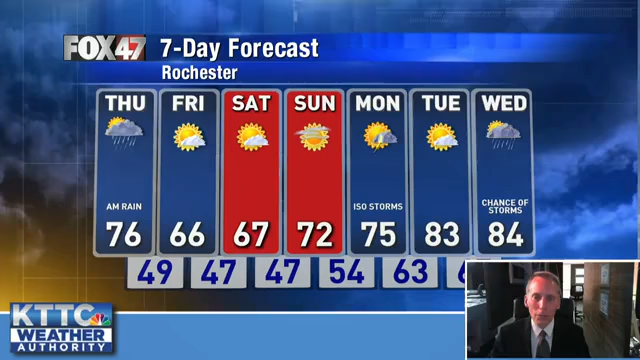 FOX47 7-Day Forecast
Rochester
THU FRI SAT SUN MON TUE WED
AM RAIN ISO STORMS CHANCE OF STORMS
76 66 67 72 75 83 84
49 47 47 54 63
KTTC
WEATHER
AUTHORITY